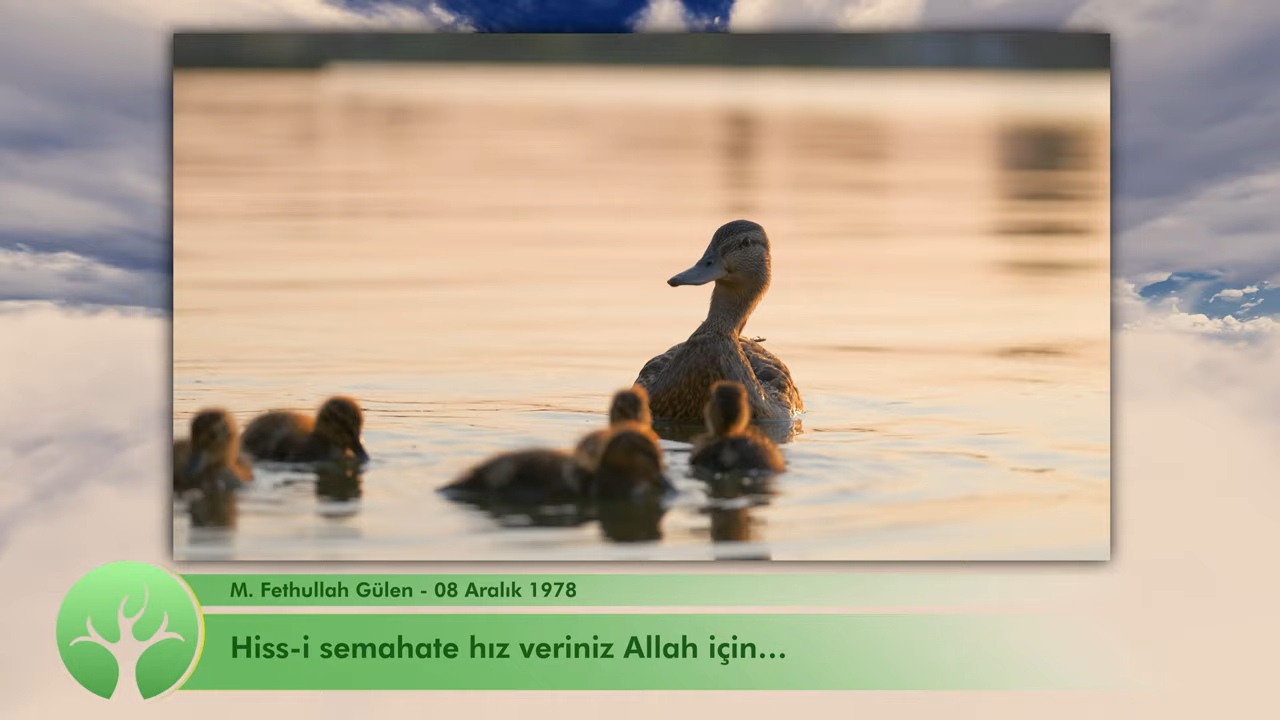 M. Fethullah Gülen - 08 Aralık 1978
Hiss-i semahate hız veriniz Allah için...